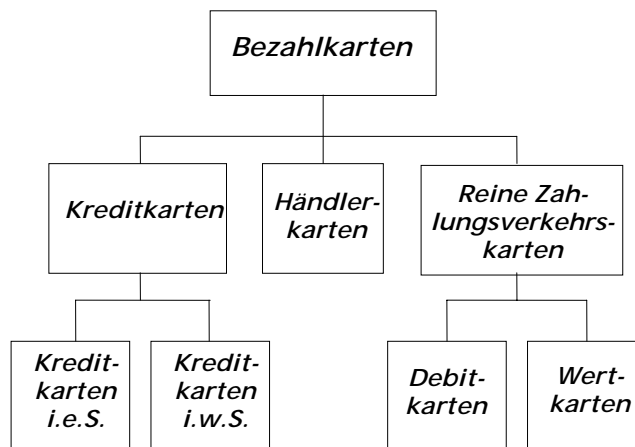 Bezahlkarten
Kreditkarten
Händler-
karten
Reine Zah-
lungsverkehrs-
karten
Kredit-
karten
i.e.S.
Kredit-
karten
i.w.S.
Debit-
karten
Wert-
karten